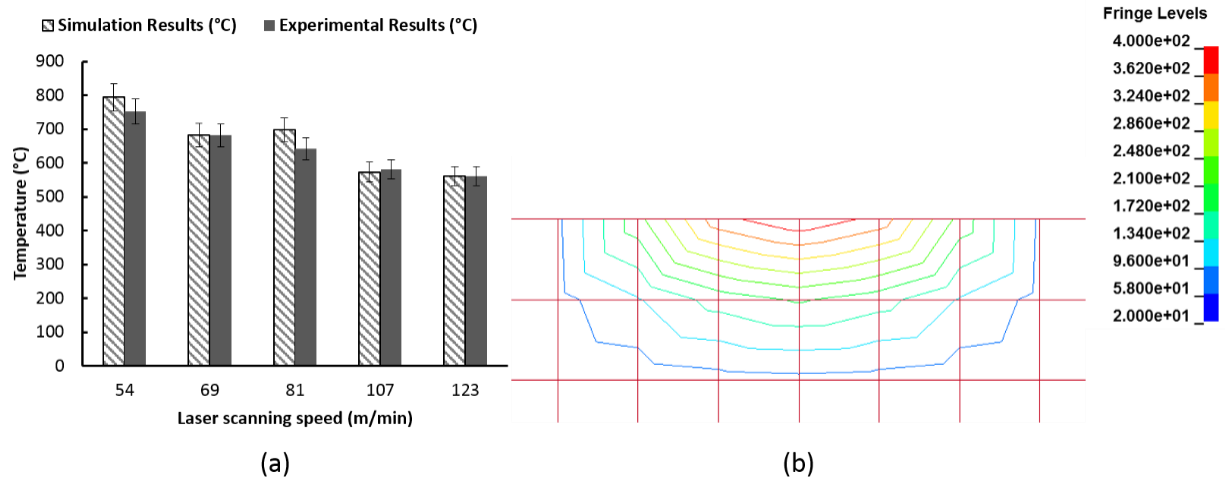 Simulation Results (°C) Experimental Results (°C)
900
800
700
600
500
400
300
200
100
0
Temperature (°C)
54 69 81 107 123
Laser scanning speed (m/min)
(a)
Fringe Levels
4.000e+02
3.620e+02
3.240e+02
2.860e+02
2.480e+02
2.100e+02
1.720e+02
1.340e+02
9.600e+01
5.800e+01
2.000e+01
(b)